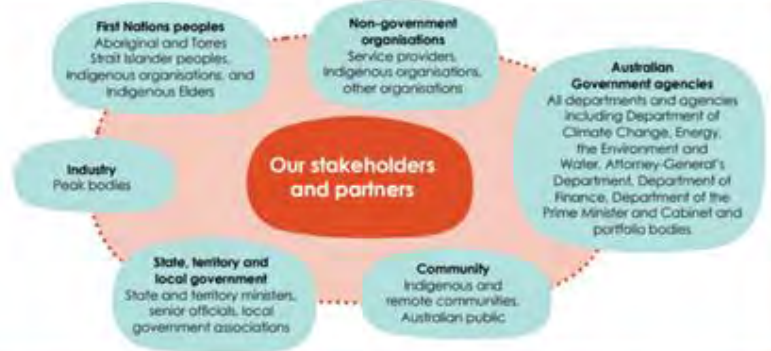 First Nations peoples
Aboriginal and Torres
Strait Islander peoples,
Indigenous organisations, and
Indigenous Elders
Non-government
organisations
Service providers,
Indigenous organisations,
other organisations
Australian
Government agencies
All departments and agencies
including Department of
Climate Change, Energy,
the Environment and
Water, Attorney-General's
Department, Department of
Finance, Department of the
Prime Minister and Cabinet and
portfolio bodies
Industry
Peak bodies
Our stakeholders
and partners
State, territory and
local government
State and territory ministers,
senior officials, local
government associations
Community
Indigenous and
remote communities,
Australian public